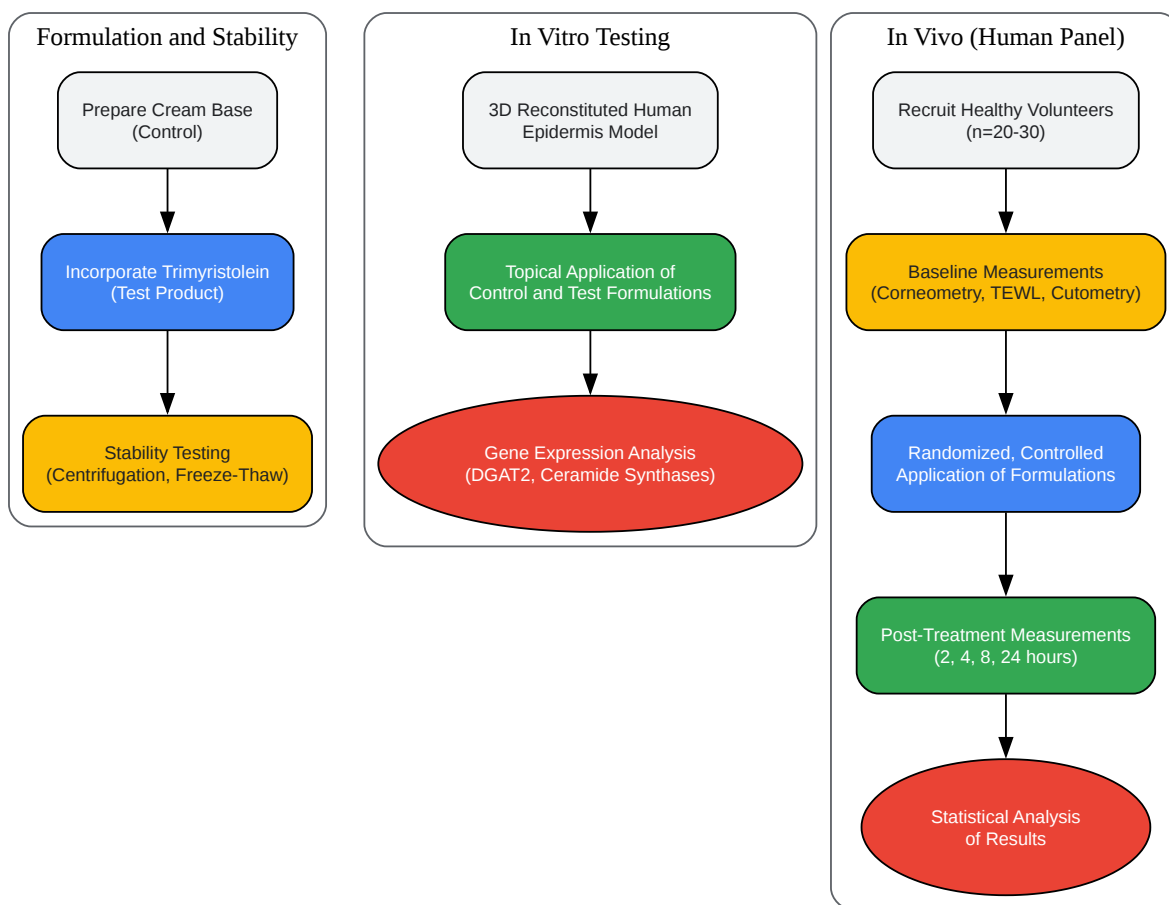 Formulation and Stability
Prepare Cream Base
(Control)
Incorporate Trimyristolein
(Test Product)
Stability Testing
(Centrifugation, Freeze-Thaw)
In Vitro Testing
3D Reconstituted Human
Epidermis Model
Topical Application of
Control and Test Formulations
Gene Expression Analysis
(DGAT2, Ceramide Synthases)
In Vivo (Human Panel)
Recruit Healthy Volunteers
(n=20-30)
Baseline Measurements
(Corneometry, TEWL, Cutometry)
Randomized, Controlled
Application of Formulations
Post-Treatment Measurements
(2, 4, 8, 24 hours)
Statistical Analysis
of Results